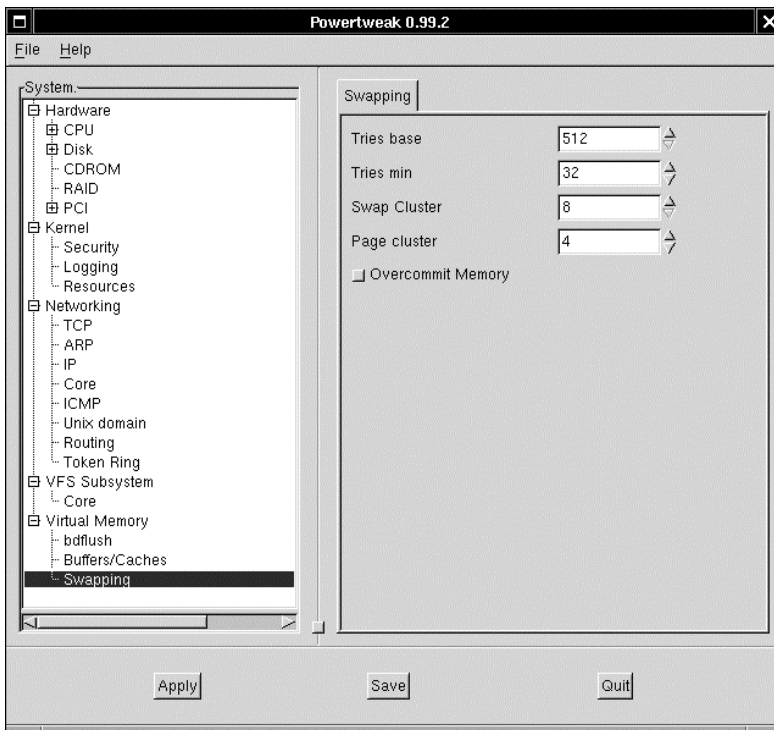 Powertweak 0.99.2
File Help
System.
Hardware
CPU
Disk
CDROM
RAID
PCI
Kernel
Security
Logging
Resources
Networking
TCP
ARP
IP
Core
ICMP
Unix domain
Routing
Token Ring
VFS Subsystem
Core
Virtual Memory
bdflush
Buffers/Caches
Swapping
Swapping
Tries base 512
Tries min 32
Swap Cluster 8
Page cluster 4
Overcommit Memory
Apply Save Quit